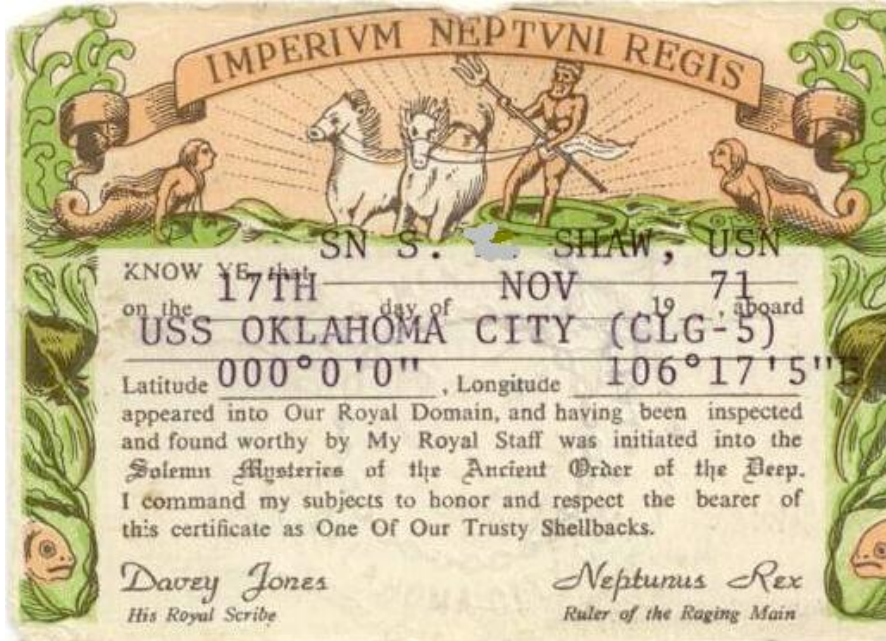 IMPERIVM NEPTVNI REGIS
SN S. SHAW, USN
KNOW YE, that
on the 17TH day of NOV 19 71, aboard
USS OKLAHOMA CITY (CLG-5)
Latitude 000°0'0", Longitude 106°17'5"E
appeared into Our Royal Domain, and having been inspected
and found worthy by My Royal Staff was initiated into the
Solemn Mysteries of the Ancient Order of the Deep.
I command my subjects to honor and respect the bearer of
this certificate as One Of Our Trusty Shellbacks.
Davey Jones Neptunus Rex
His Royal Scribe Ruler of the Raging Main